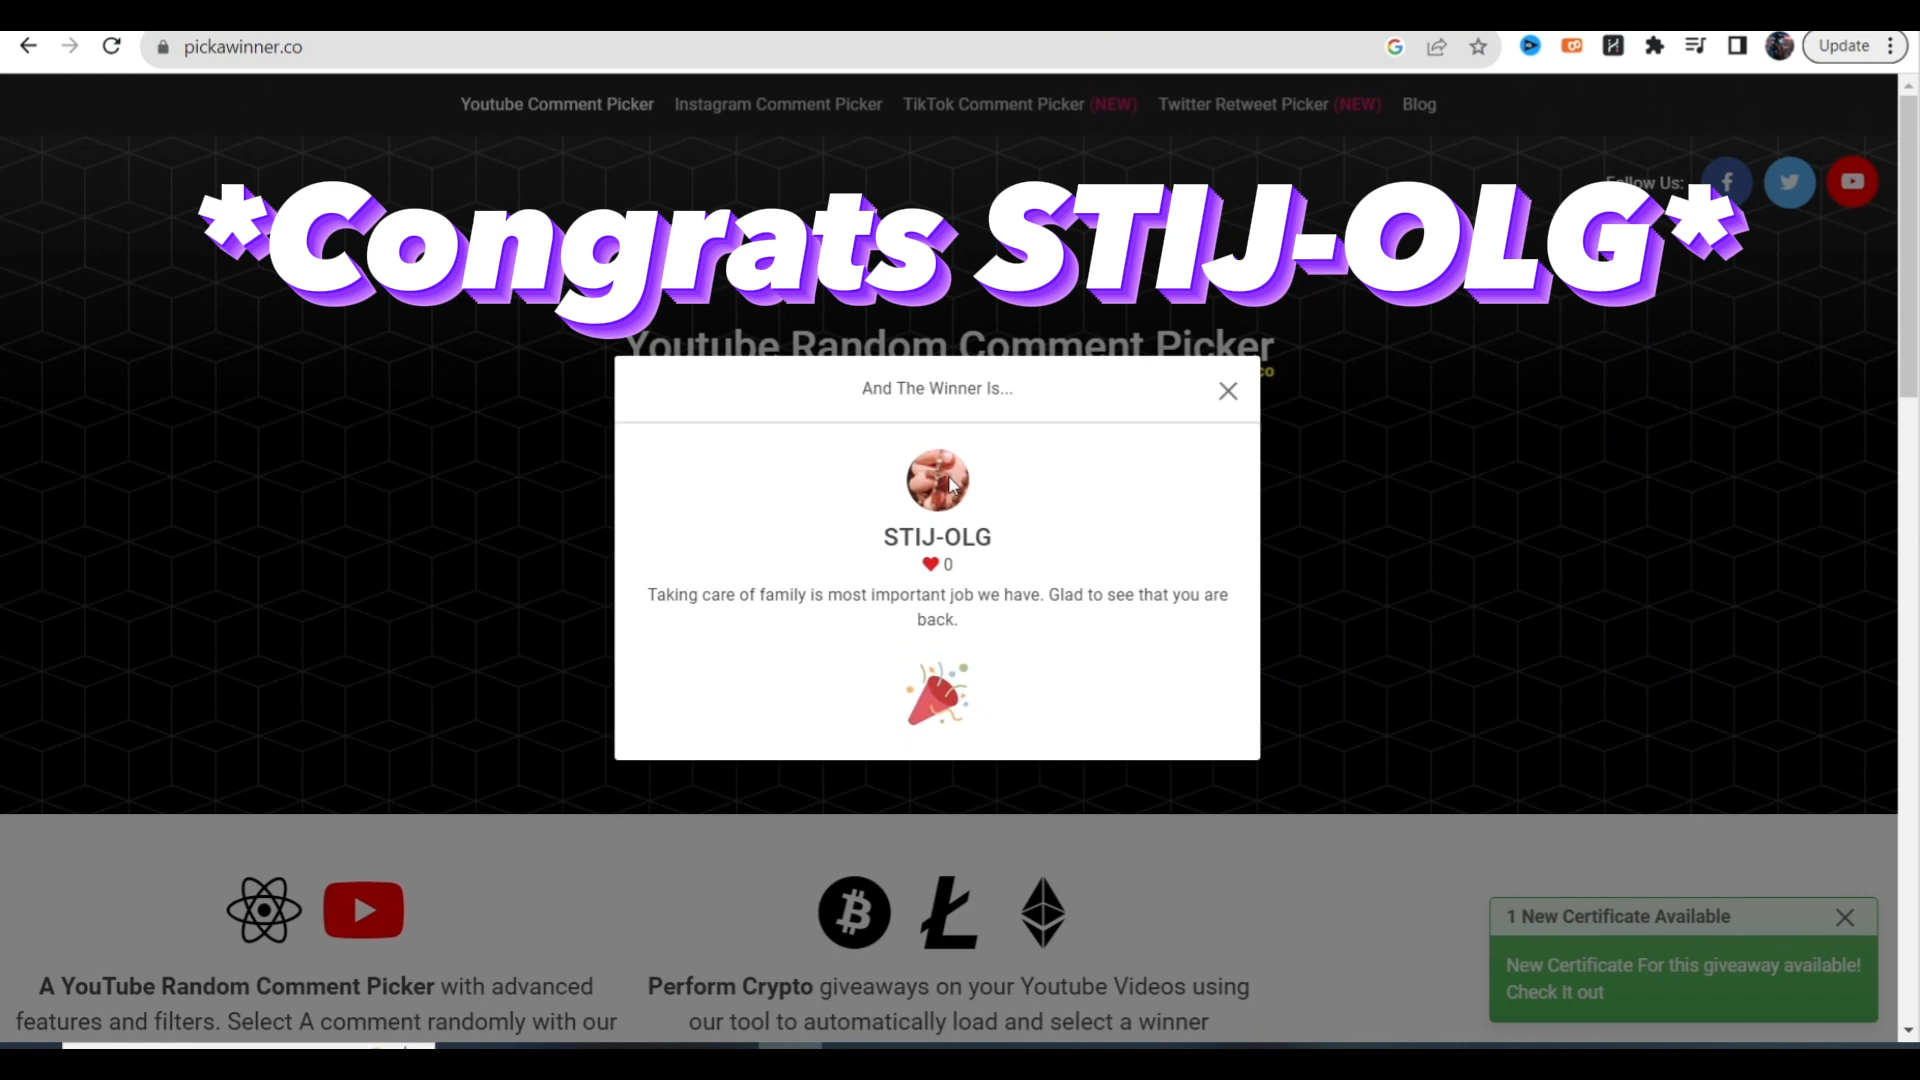 pickawinner.co
Update
Youtube Comment Picker Instagram Comment Picker TikTok Comment Picker (NEW) Twitter Retweet Picker (NEW) Blog
Follow Us:
*Congrats STIJ-OLG*
Youtube Random Comment Picker
co
And The Winner Is...
STIJ-OLG
0
Taking care of family is most important job we have. Glad to see that you are
back.
A YouTube Random Comment Picker with advanced
features and filters. Select A comment randomly with our
Perform Crypto giveaways on your Youtube Videos using
our tool to automatically load and select a winner
1 New Certificate Available
New Certificate For this giveaway available!
Check It out